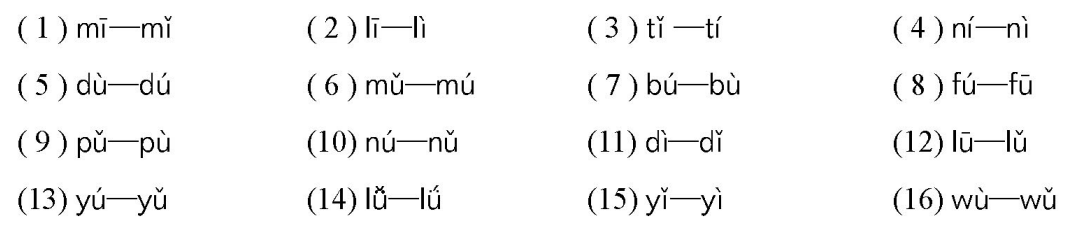 ( 1 ) mī—mǐ ( 2 ) lī—lì ( 3 ) tǐ —tí ( 4 ) ní—nì
( 5 ) dù—dú ( 6 ) mǔ—mú ( 7 ) bú—bù ( 8 ) fú—fū
( 9 ) pǔ—pù (10) nú—nǔ (11) dì—dǐ (12) lū—lǔ
(13) yú—yǔ (14) lǚ—lǘ (15) yǐ—yì (16) wù—wǔ